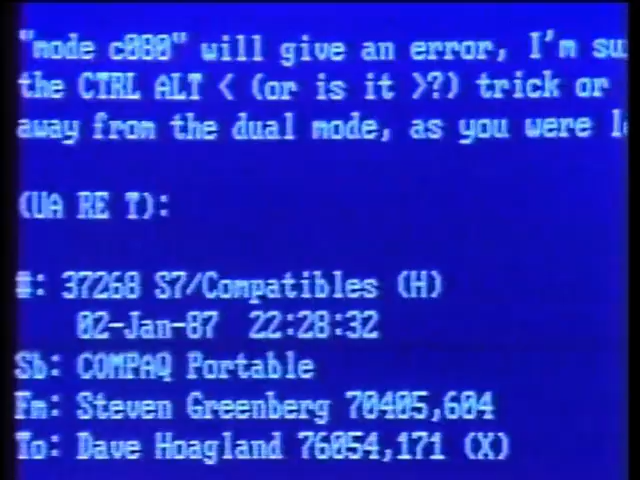 "mode c080" will give an error, I'm su
the CTRL ALT < (or is it >?) trick or
away from the dual mode, as you were l
(UA RE T):
#: 37268 S7/Compatibles (H)
02-Jan-87 22:28:32
Sb: COMPAQ Portable
Fm: Steven Greenberg 70405,604
To: Dave Hoagland 76054,171 (X)